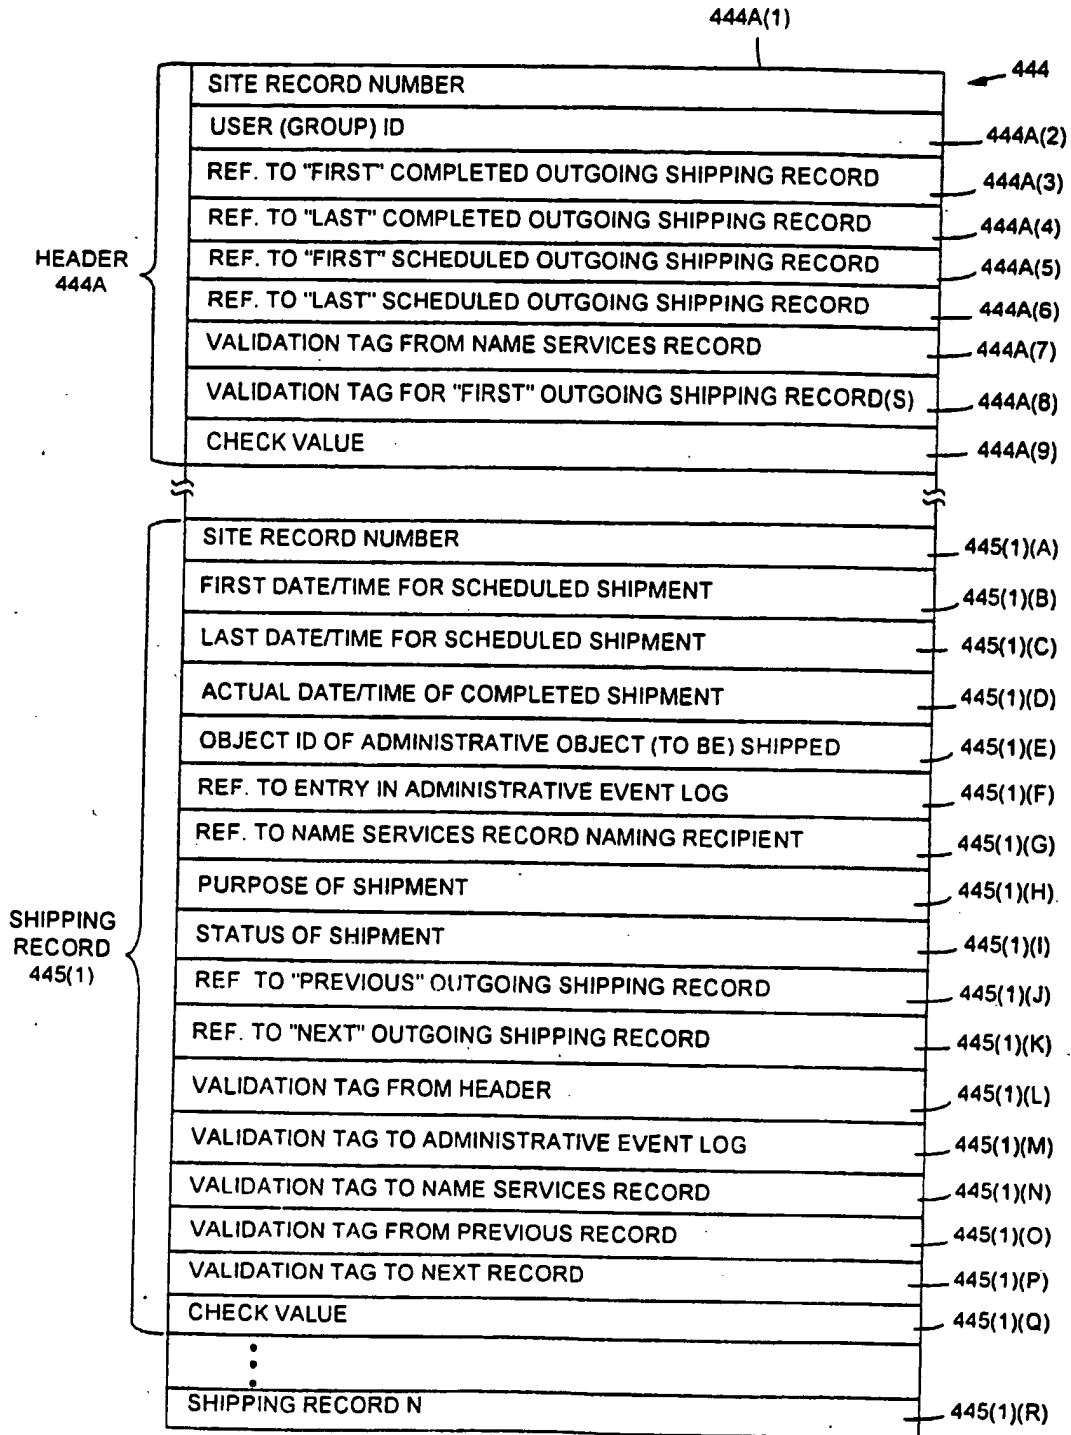 444A(1)
444
SITE RECORD NUMBER
USER (GROUP) ID
444A(2)
REF. TO "FIRST" COMPLETED OUTGOING SHIPPING RECORD
444A(3)
REF. TO "LAST" COMPLETED OUTGOING SHIPPING RECORD
444A(4)
REF. TO "FIRST" SCHEDULED OUTGOING SHIPPING RECORD
444A(5)
REF. TO "LAST" SCHEDULED OUTGOING SHIPPING RECORD
444A(6)
HEADER
444A
VALIDATION TAG FROM NAME SERVICES RECORD
444A(7)
VALIDATION TAG FOR "FIRST" OUTGOING SHIPPING RECORD(S)
444A(8)
CHECK VALUE
444A(9)
SITE RECORD NUMBER
445(1)(A)
FIRST DATE/TIME FOR SCHEDULED SHIPMENT
445(1)(B)
LAST DATE/TIME FOR SCHEDULED SHIPMENT
445(1)(C)
ACTUAL DATE/TIME OF COMPLETED SHIPMENT
445(1)(D)
OBJECT ID OF ADMINISTRATIVE OBJECT (TO BE) SHIPPED
445(1)(E)
REF. TO ENTRY IN ADMINISTRATIVE EVENT LOG
445(1)(F)
REF. TO NAME SERVICES RECORD NAMING RECIPIENT
445(1)(G)
PURPOSE OF SHIPMENT
445(1)(H)
SHIPPING
RECORD
445(1)
STATUS OF SHIPMENT
445(1)(I)
REF TO "PREVIOUS" OUTGOING SHIPPING RECORD
445(1)(J)
REF. TO "NEXT" OUTGOING SHIPPING RECORD
445(1)(K)
VALIDATION TAG FROM HEADER
445(1)(L)
VALIDATION TAG TO ADMINISTRATIVE EVENT LOG
445(1)(M)
VALIDATION TAG TO NAME SERVICES RECORD
445(1)(N)
VALIDATION TAG FROM PREVIOUS RECORD
445(1)(O)
VALIDATION TAG TO NEXT RECORD
445(1)(P)
CHECK VALUE
445(1)(Q)
SHIPPING RECORD N
445(1)(R)